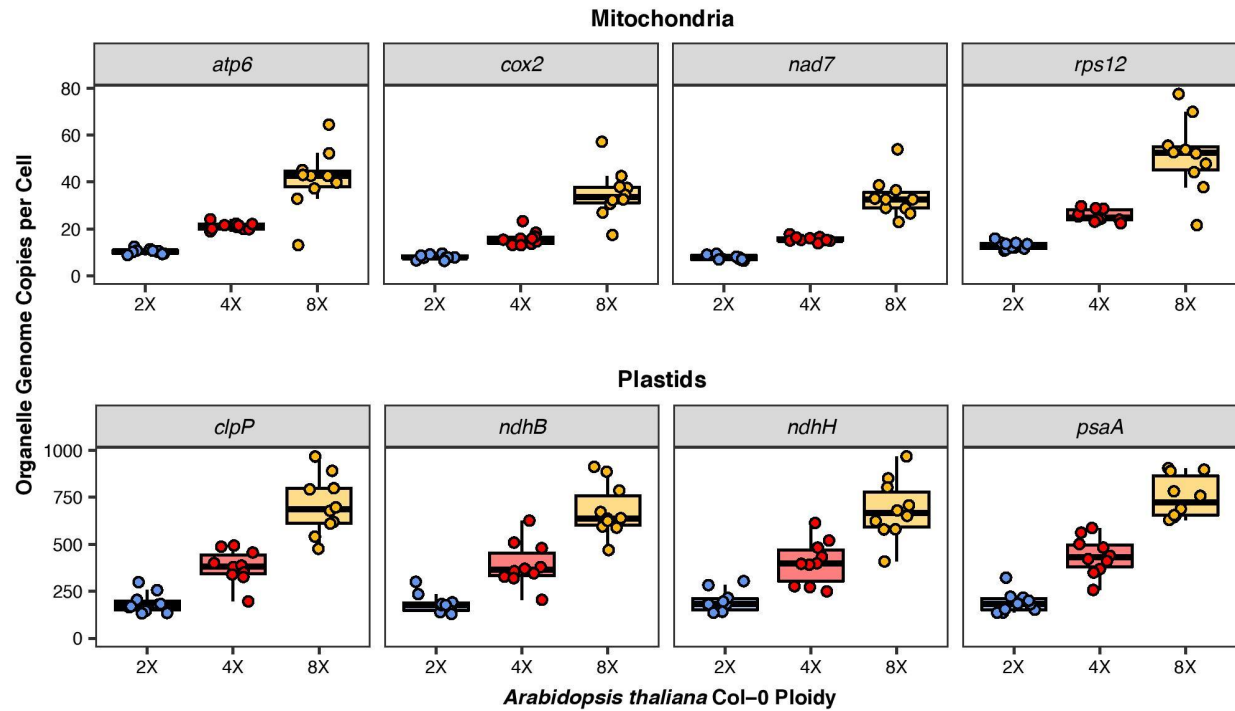 Mitochondria
atp6 cox2 nad7 rps12
80
60
40
20
0
2X 4X 8X 2X 4X 8X 2X 4X 8X 2X 4X 8X
Organelle Genome Copies per Cell
Plastids
clpP ndhB ndhH psaA
1000
750
500
250
0
2X 4X 8X 2X 4X 8X 2X 4X 8X 2X 4X 8X
Arabidopsis thaliana Col−0 Ploidy